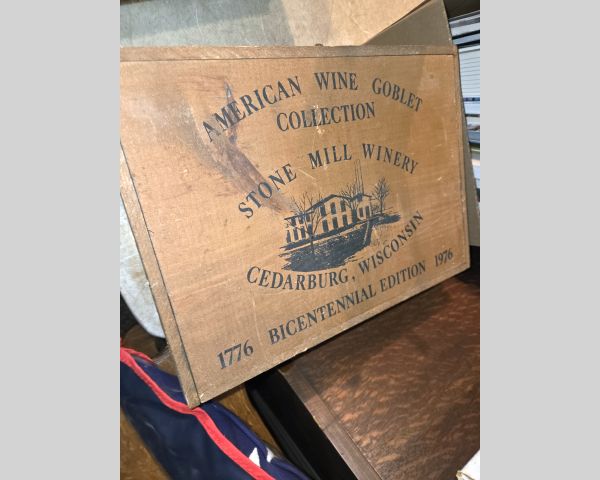 AMERICAN WINE GOBLET
COLLECTION
STONE MILL WINERY
CEDARBURG, WISCONSIN
1776 BICENTENNIAL EDITION 1976